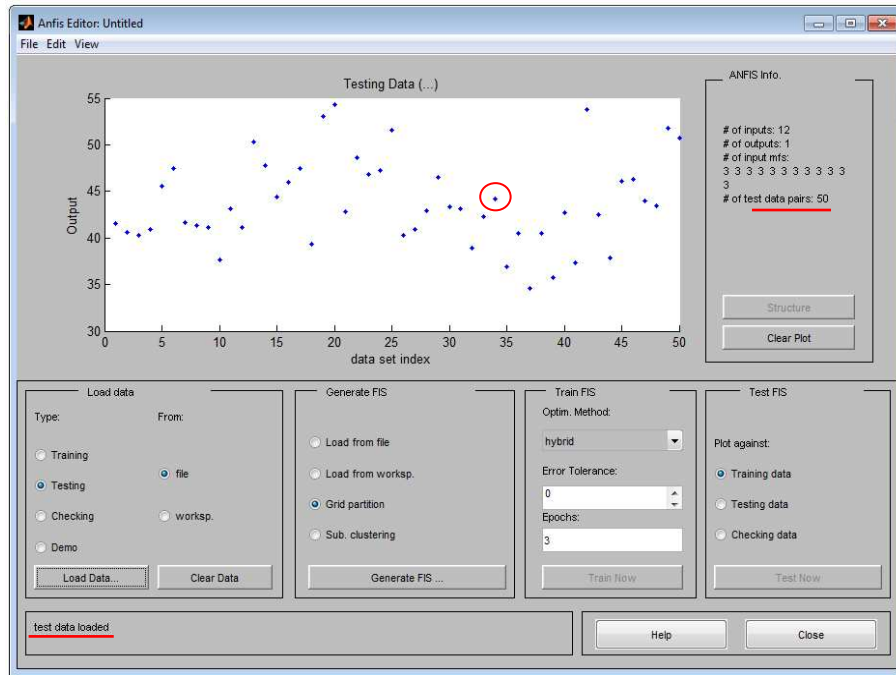 Anfis Editor: Untitled
File Edit View
Testing Data (...)
55
50
45
40
35
30
Output
0 5 10 15 20 25 30 35 40 45 50
data set index
ANFIS Info.
# of inputs: 12
# of outputs: 1
# of input mfs:
3 3 3 3 3 3 3 3 3 3 3
3
# of test data pairs: 50
Structure
Clear Plot
Load data
Type:
From:
Training
Testing
Checking
Demo
file
worksp.
Load Data...
Clear Data
Generate FIS
Load from file
Load from worksp.
Grid partition
Sub. clustering
Generate FIS ...
Train FIS
Optim. Method:
hybrid
Error Tolerance:
0
Epochs:
3
Train Now
Test FIS
Plot against:
Training data
Testing data
Checking data
Test Now
test data loaded
Help
Close